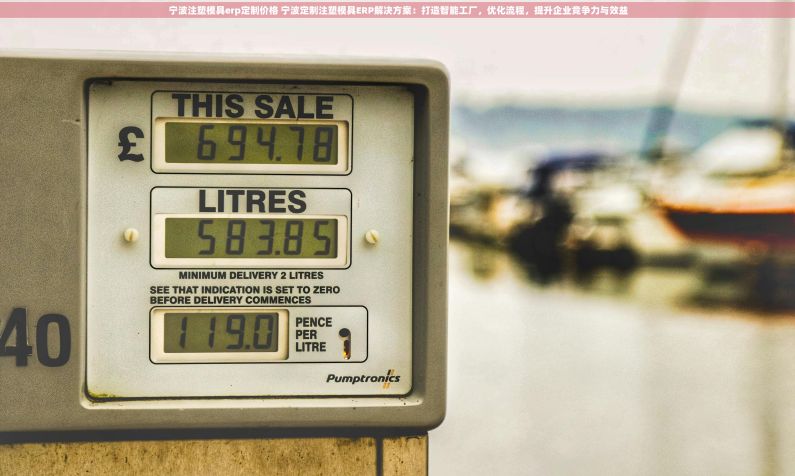 宁波注塑模具erp定制价格 宁波定制注塑模具ERP解决方案：打造智能工厂，优化流程，提升企业竞争力与效益
THIS SALE
£ 694.78
LITRES
583.85
MINIMUM DELIVERY 2 LITRES
SEE THAT INDICATION IS SET TO ZERO
BEFORE DELIVERY COMMENCES
119.0 PENCE
PER
LITRE
40
Pumptronics